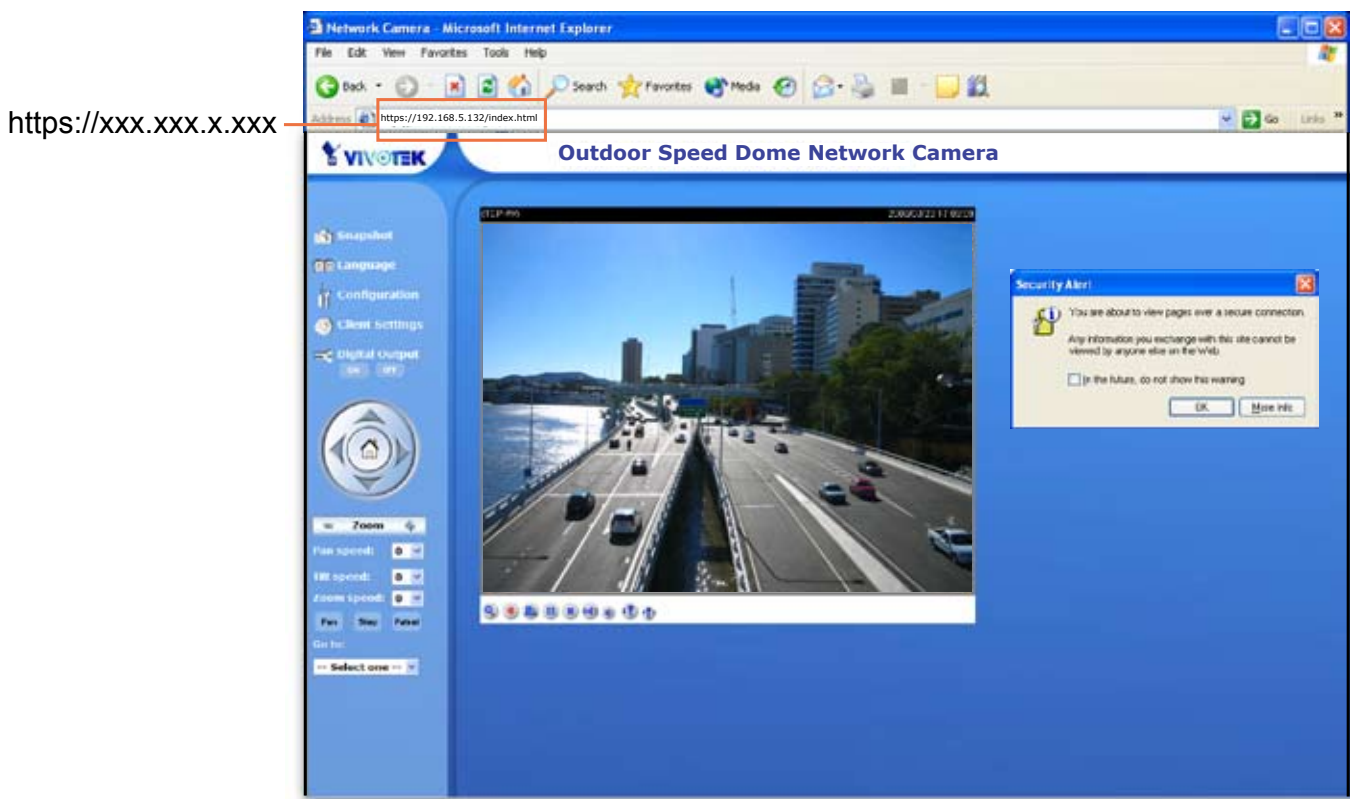 Network Camera - Microsoft Internet Explorer
File Edit View Favorites Tools Help
Back Search Favorites Media
https://xxx.xxx.x.xxx
Address https://192.168.5.132/index.html Go Links
VIVOTEK
Outdoor Speed Dome Network Camera
Snapshot
Language
Configuration
Client Settings
Digital Output
ON OFF
Zoom
Pan speed: 0
Tilt speed: 0
Zoom speed: 0
Pan Stop Patrol
Go to:
-- Select one --
Security Alert
You are about to view pages over a secure connection.
Any information you exchange with this site cannot be
viewed by anyone else on the Web.
In the future, do not show this warning
OK More Info